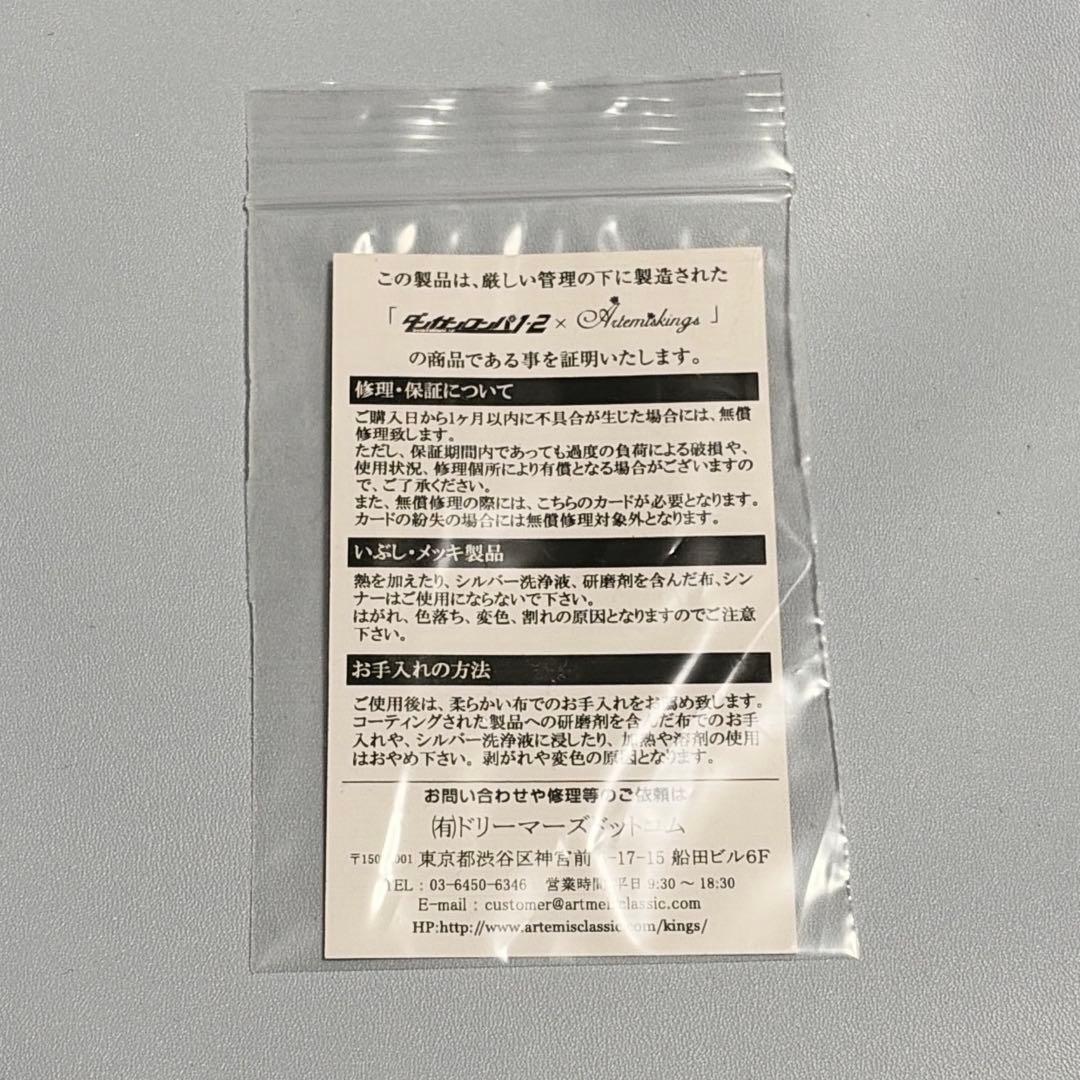 この製品は、厳しい管理の下に製造された
「ダンガンロンパ1・2 × Artemiskings」
の商品である事を証明いたします。
修理・保証について
ご購入日から1ヶ月以内に不具合が生じた場合には、無償
修理致します。
ただし、保証期間内であっても過度の負荷による破損や、
使用状況、修理個所により有償となる場合がございますの
で、ご了承ください。
また、無償修理の際には、こちらのカードが必要となります。
カードの紛失の場合には無償修理対象外となります。
いぶし・メッキ製品
熱を加えたり、シルバー洗浄液、研磨剤を含んだ布、シン
ナーはご使用にならないで下さい。
はがれ、色落ち、変色、割れの原因となりますのでご注意
下さい。
お手入れの方法
ご使用後は、柔らかい布でのお手入れをお薦め致します。
コーティングされた製品への研磨剤を含んだ布でのお手
入れや、シルバー洗浄液に浸したり、加熱や溶剤の使用
はおやめ下さい。剥がれや変色の原因となります。
お問い合わせや修理等のご依頼は
(有)ドリーマーズドットコム
東京都渋谷区神宮前 -17-15 船田ビル6F
TEL : 03-6450-6346 営業時間 平日 9:30 ～ 18:30
E-mail :
HP:http://www.artemisclassic.com/kings/